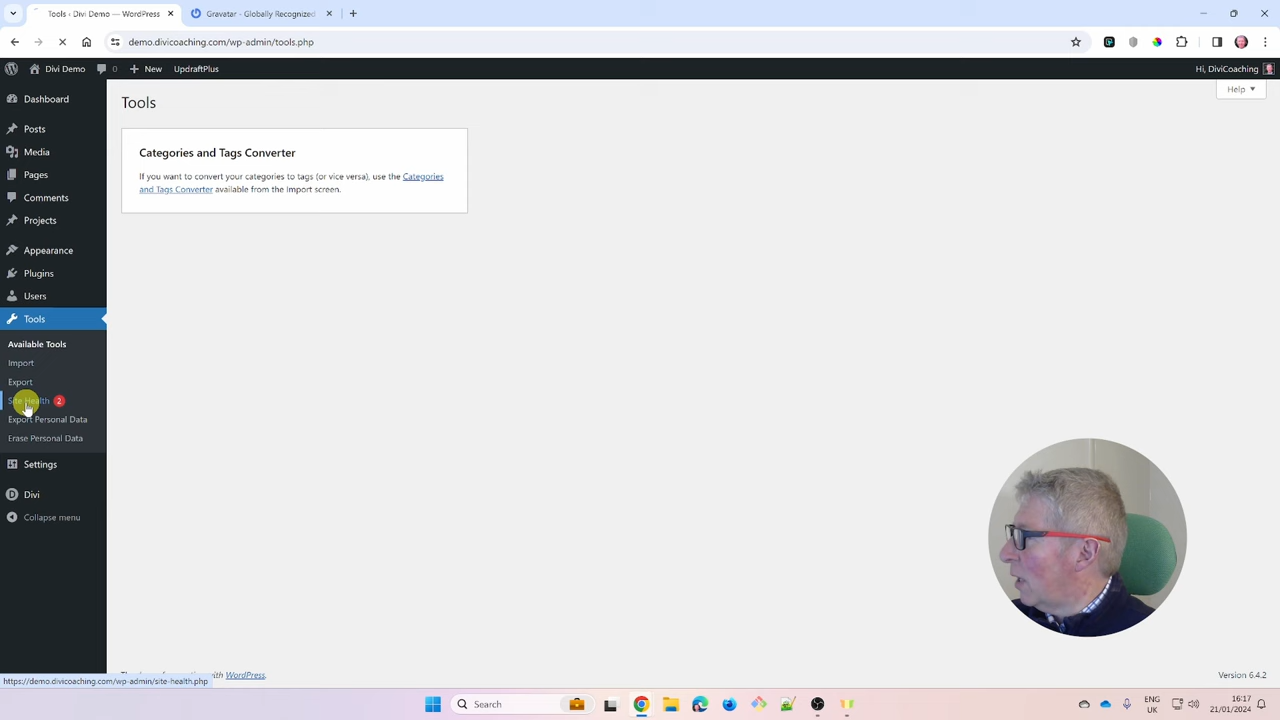 Tools ‹ Divi Demo — WordPress
Gravatar - Globally Recognized
demo.divicoaching.com/wp-admin/tools.php
Divi Demo
0
New
UpdraftPlus
Hi, DiviCoaching
Dashboard
Posts
Media
Pages
Comments
Projects
Appearance
Plugins
Users
Tools
Available Tools
Import
Export
Site Health 2
Export Personal Data
Erase Personal Data
Settings
Divi
Collapse menu
Tools
Help
Categories and Tags Converter
If you want to convert your categories to tags (or vice versa), use the Categories
and Tags Converter available from the Import screen.
with WordPress.
Version 6.4.2
https://demo.divicoaching.com/wp-admin/site-health.php
Search
ENG
UK
16:17
21/01/2024